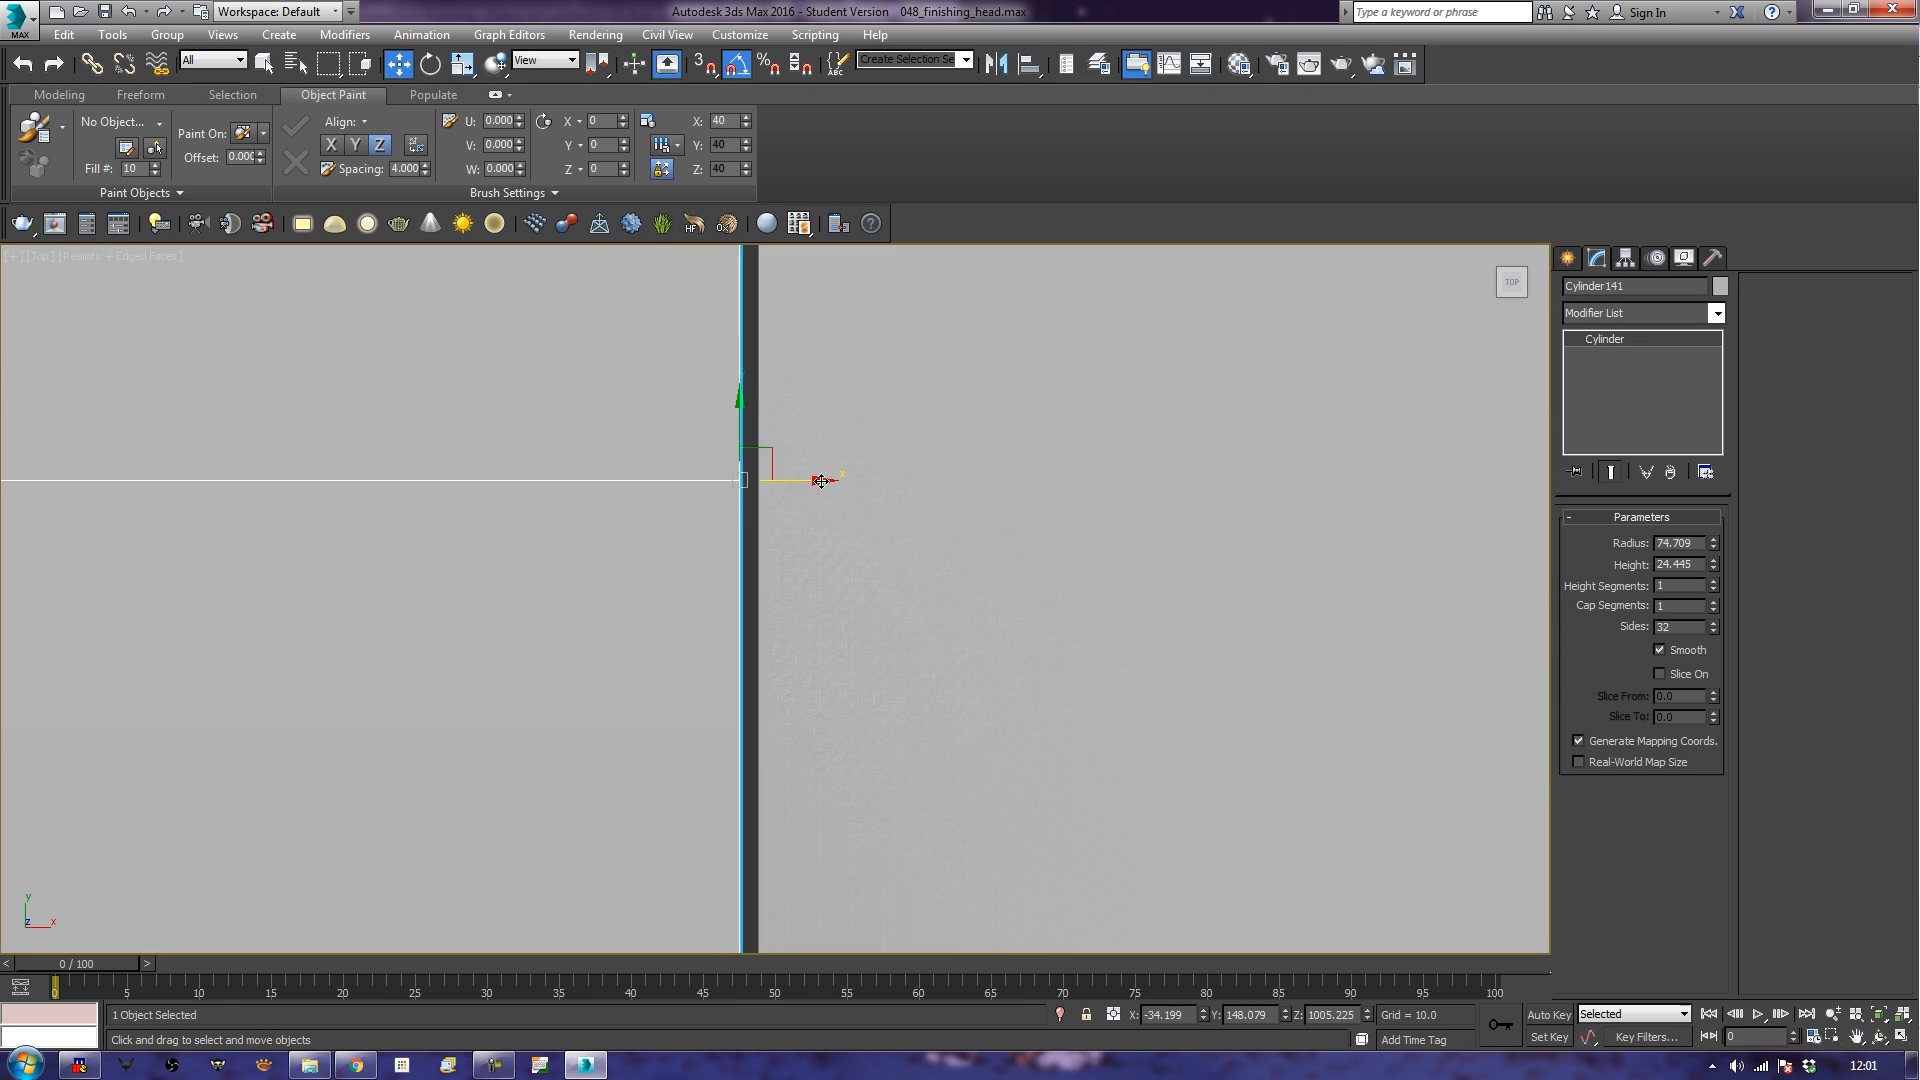 MAX
Workspace: Default
Autodesk 3ds Max 2016 - Student Version 048_finishing_head.max
Type a keyword or phrase
Sign In
Edit Tools Group Views Create Modifiers Animation Graph Editors Rendering Civil View Customize Scripting Help
All
View
3
ABC
Create Selection Se
Modeling Freeform Selection Object Paint Populate
No Object...
Paint On:
Align:
U: 0.000
X 0
X: 40
Offset: 0.000
X Y Z
V: 0.000
Y 0
Y: 40
Fill #: 10
Spacing: 4.000
W: 0.000
Z 0
Z: 40
Paint Objects
Brush Settings
HF
[+] [Top] [Realistic + Edged Faces]
TOP
x
y
z
x
Cylinder141
Modifier List
Cylinder
- Parameters
Radius: 74.709
Height: 24.445
Height Segments: 1
Cap Segments: 1
Sides: 32
Smooth
Slice On
Slice From: 0.0
Slice To: 0.0
Generate Mapping Coords.
Real-World Map Size
< 0 / 100 >
0 5 10 15 20 25 30 35 40 45 50 55 60 65 70 75 80 85 90 95 100
1 Object Selected
X: -34.199 Y: 148.079 Z: 1005.225 Grid = 10.0
Auto Key Selected
Click and drag to select and move objects
Add Time Tag
Set Key Key Filters... 0
12:01